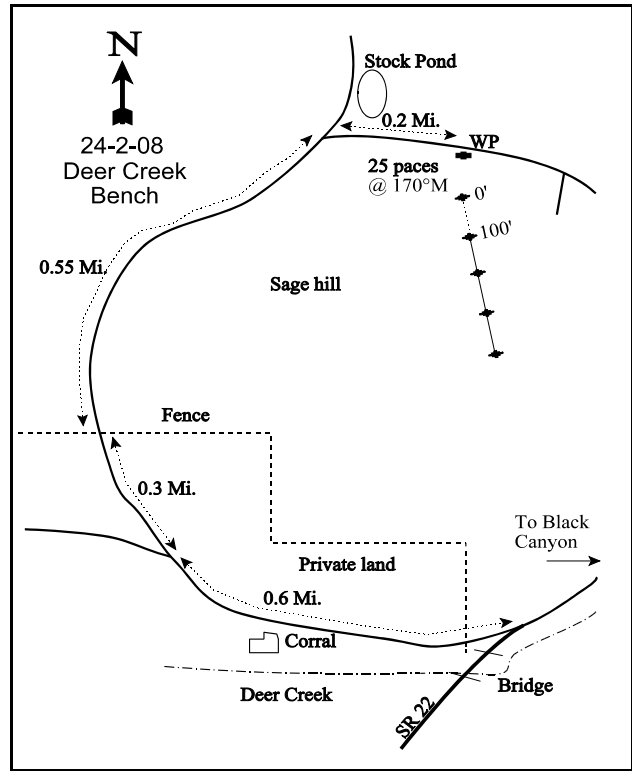 N
24-2-08
Deer Creek
Bench
Stock Pond
0.2 Mi.
WP
25 paces
@ 170°M
0'
100'
0.55 Mi.
Sage hill
Fence
0.3 Mi.
To Black
Canyon
Private land
0.6 Mi.
Corral
Deer Creek
Bridge
SR 22